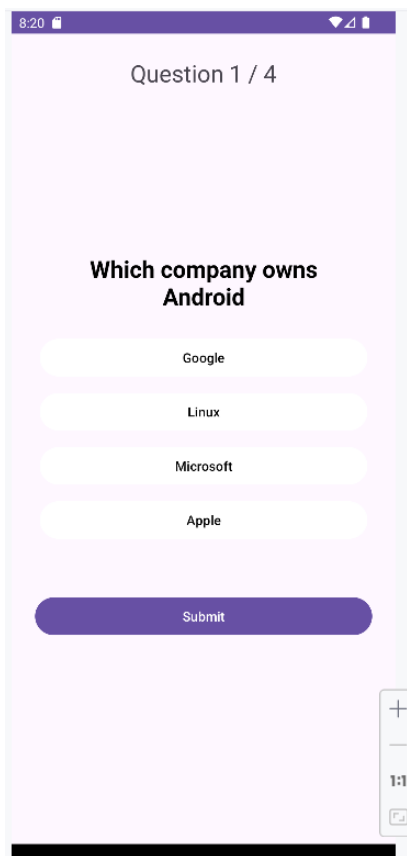 8:20
Question 1 / 4
Which company owns
Android
Google
Linux
Microsoft
Apple
Submit
1:1